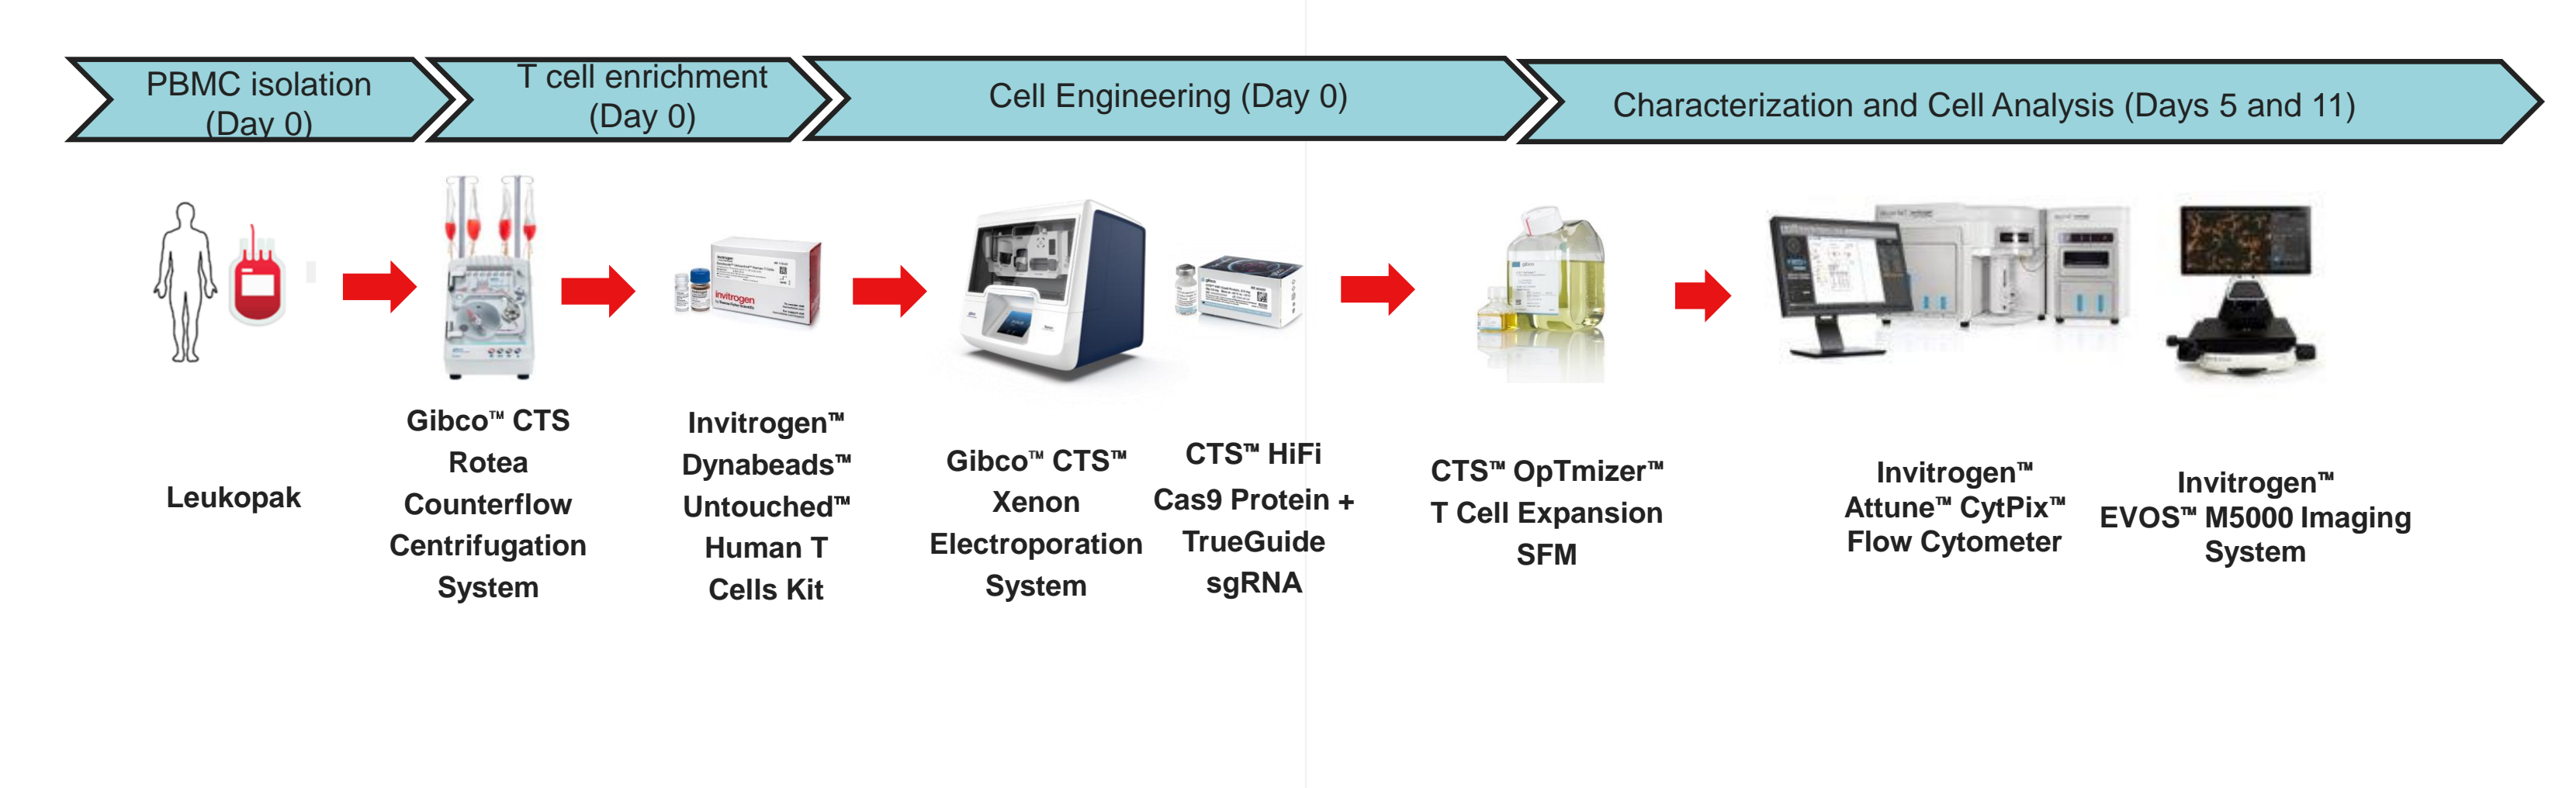 PBMC isolation
(Day 0)
T cell enrichment
(Day 0)
Cell Engineering (Day 0)
Characterization and Cell Analysis (Days 5 and 11)
invitrogen
gibco
Leukopak
Gibco™ CTS
Rotea
Counterflow
Centrifugation
System
Invitrogen™
Dynabeads™
Untouched™
Human T
Cells Kit
Gibco™ CTS™
Xenon
Electroporation
System
CTS™ HiFi
Cas9 Protein +
TrueGuide
sgRNA
CTS™ OpTmizer™
T Cell Expansion
SFM
Invitrogen™
Attune™ CytPix™
Flow Cytometer
Invitrogen™
EVOS™ M5000 Imaging
System